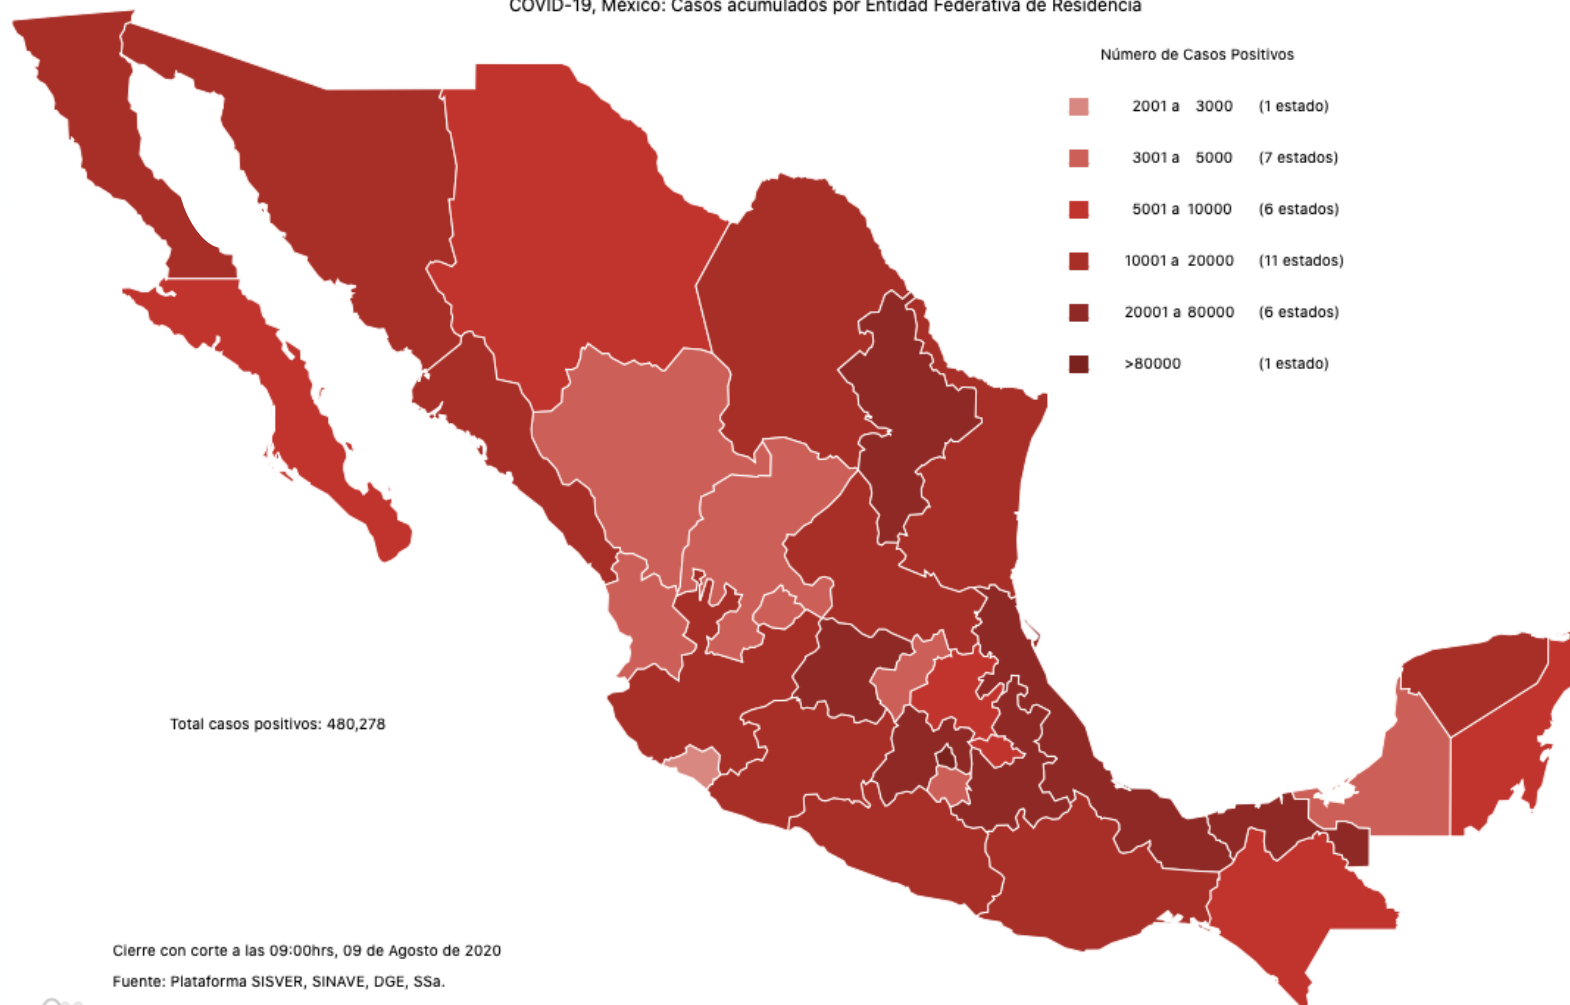 COVID-19, México: Casos acumulados por Entidad Federativa de Residencia
Número de Casos Positivos
2001 a 3000 (1 estado)
3001 a 5000 (7 estados)
5001 a 10000 (6 estados)
10001 a 20000 (11 estados)
20001 a 80000 (6 estados)
>80000 (1 estado)
Total casos positivos: 480,278
Cierre con corte a las 09:00hrs, 09 de Agosto de 2020
Fuente: Plataforma SISVER, SINAVE, DGE, SSa.